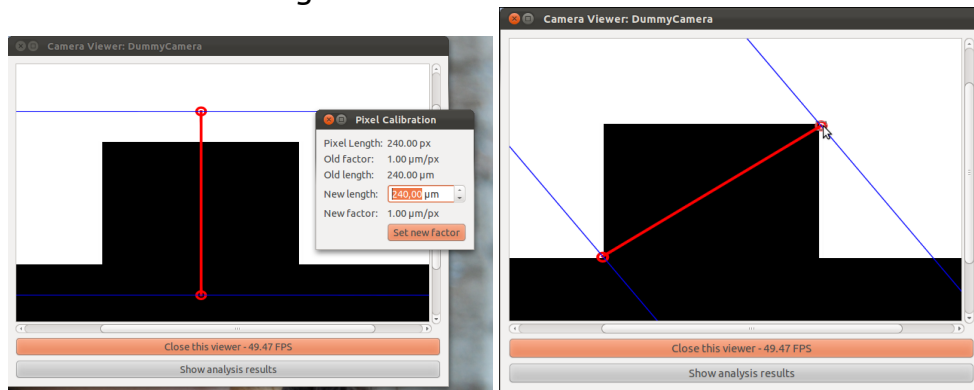 Camera Viewer: DummyCamera
Pixel Calibration
Pixel Length: 240.00 px
Old factor: 1.00 µm/px
Old length: 240.00 µm
New length: 240,00 µm
New factor: 1.00 µm/px
Set new factor
Close this viewer - 49.47 FPS
Show analysis results
Camera Viewer: DummyCamera
Close this viewer - 49.47 FPS
Show analysis results